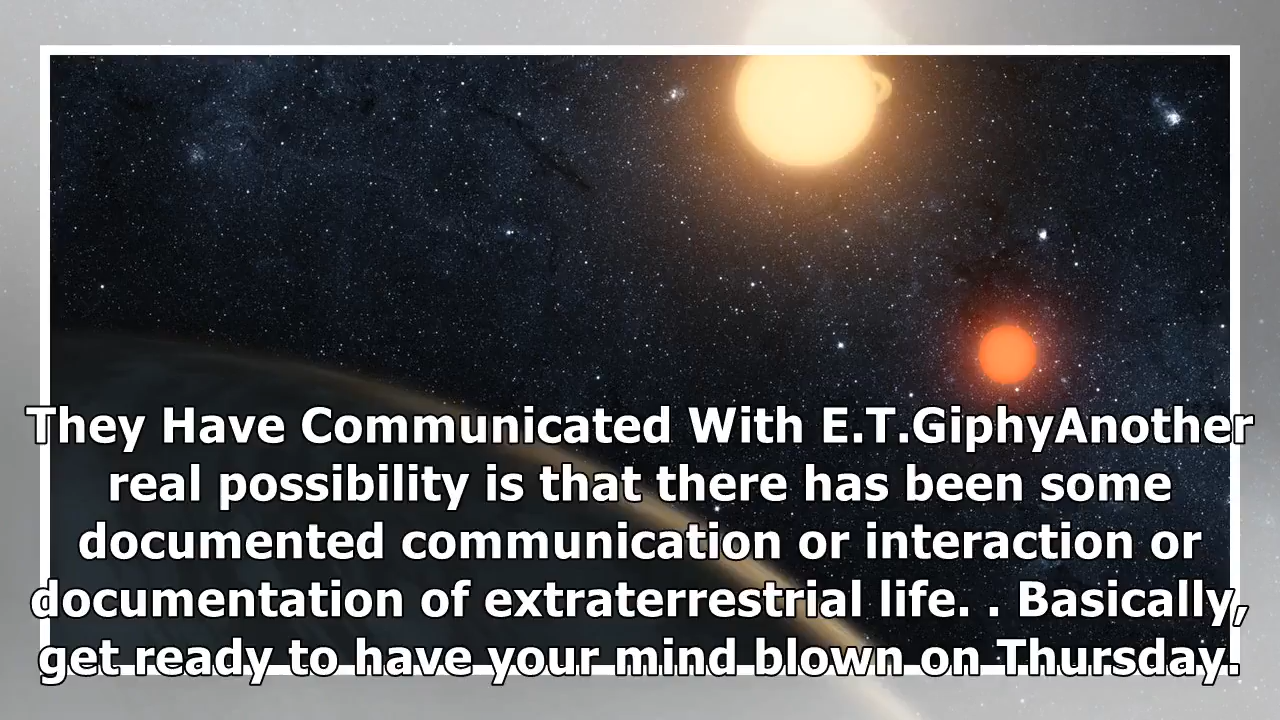 They Have Communicated With E.T.GiphyAnother
real possibility is that there has been some
documented communication or interaction or
documentation of extraterrestrial life. . Basically,
get ready to have your mind blown on Thursday.